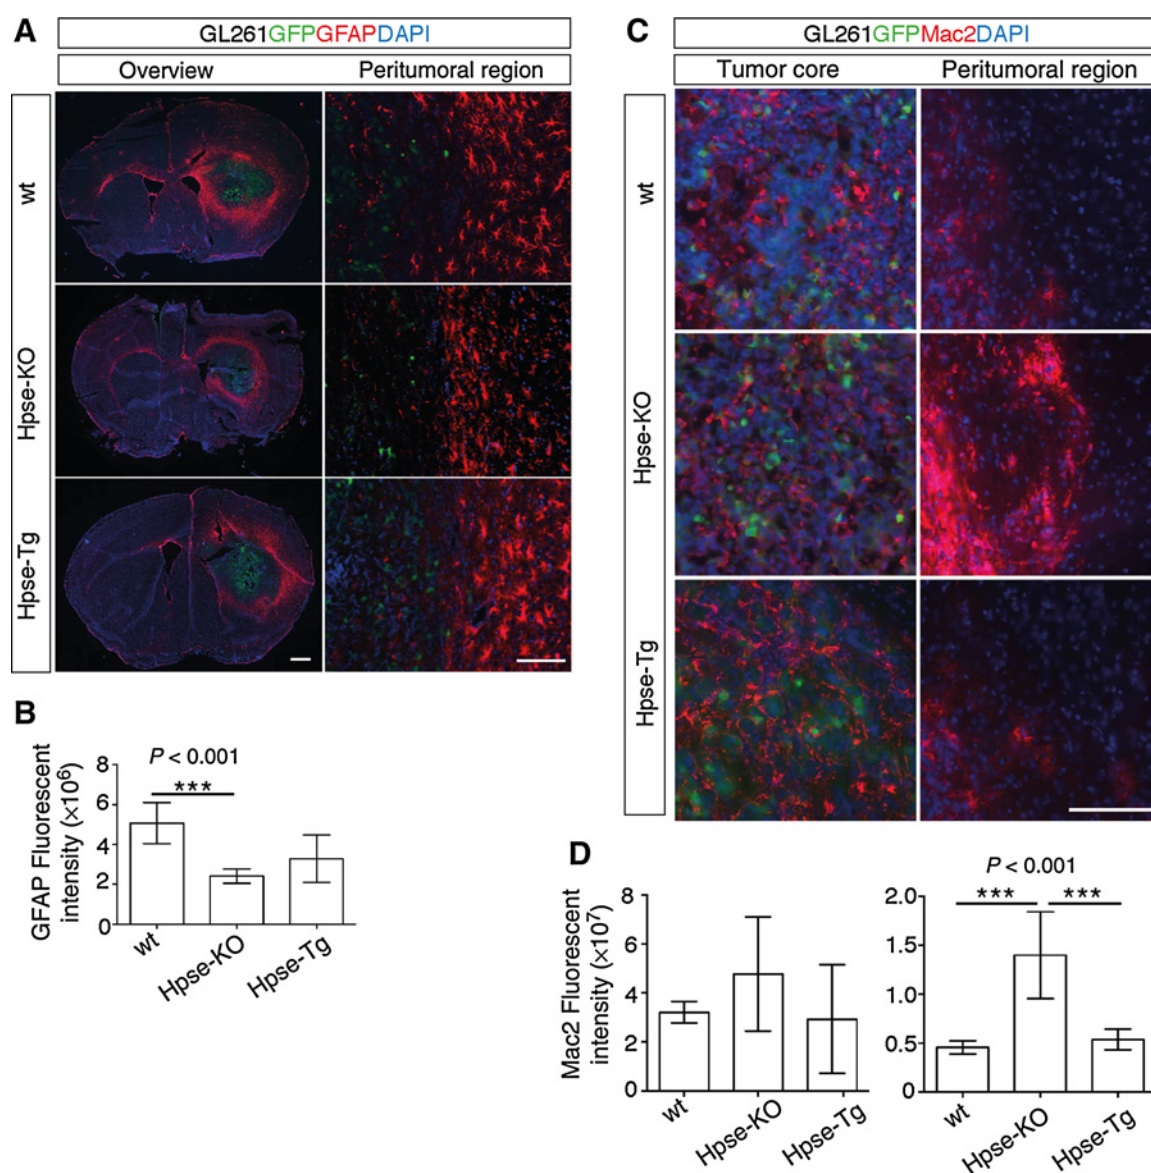 A
GL261GFPGFAPDAPI
Overview
Peritumoral region
wt
Hpse-KO
Hpse-Tg
B
P < 0.001
***
GFAP Fluorescent
intensity (×10⁶)
8
6
4
2
0
wt
Hpse-KO
Hpse-Tg
C
GL261GFPMac2DAPI
Tumor core
Peritumoral region
wt
Hpse-KO
Hpse-Tg
D
Mac2 Fluorescent
intensity (×10⁷)
8
6
4
2
0
wt
Hpse-KO
Hpse-Tg
P < 0.001
*** ***
2.0
1.5
1.0
0.5
0
wt
Hpse-KO
Hpse-Tg